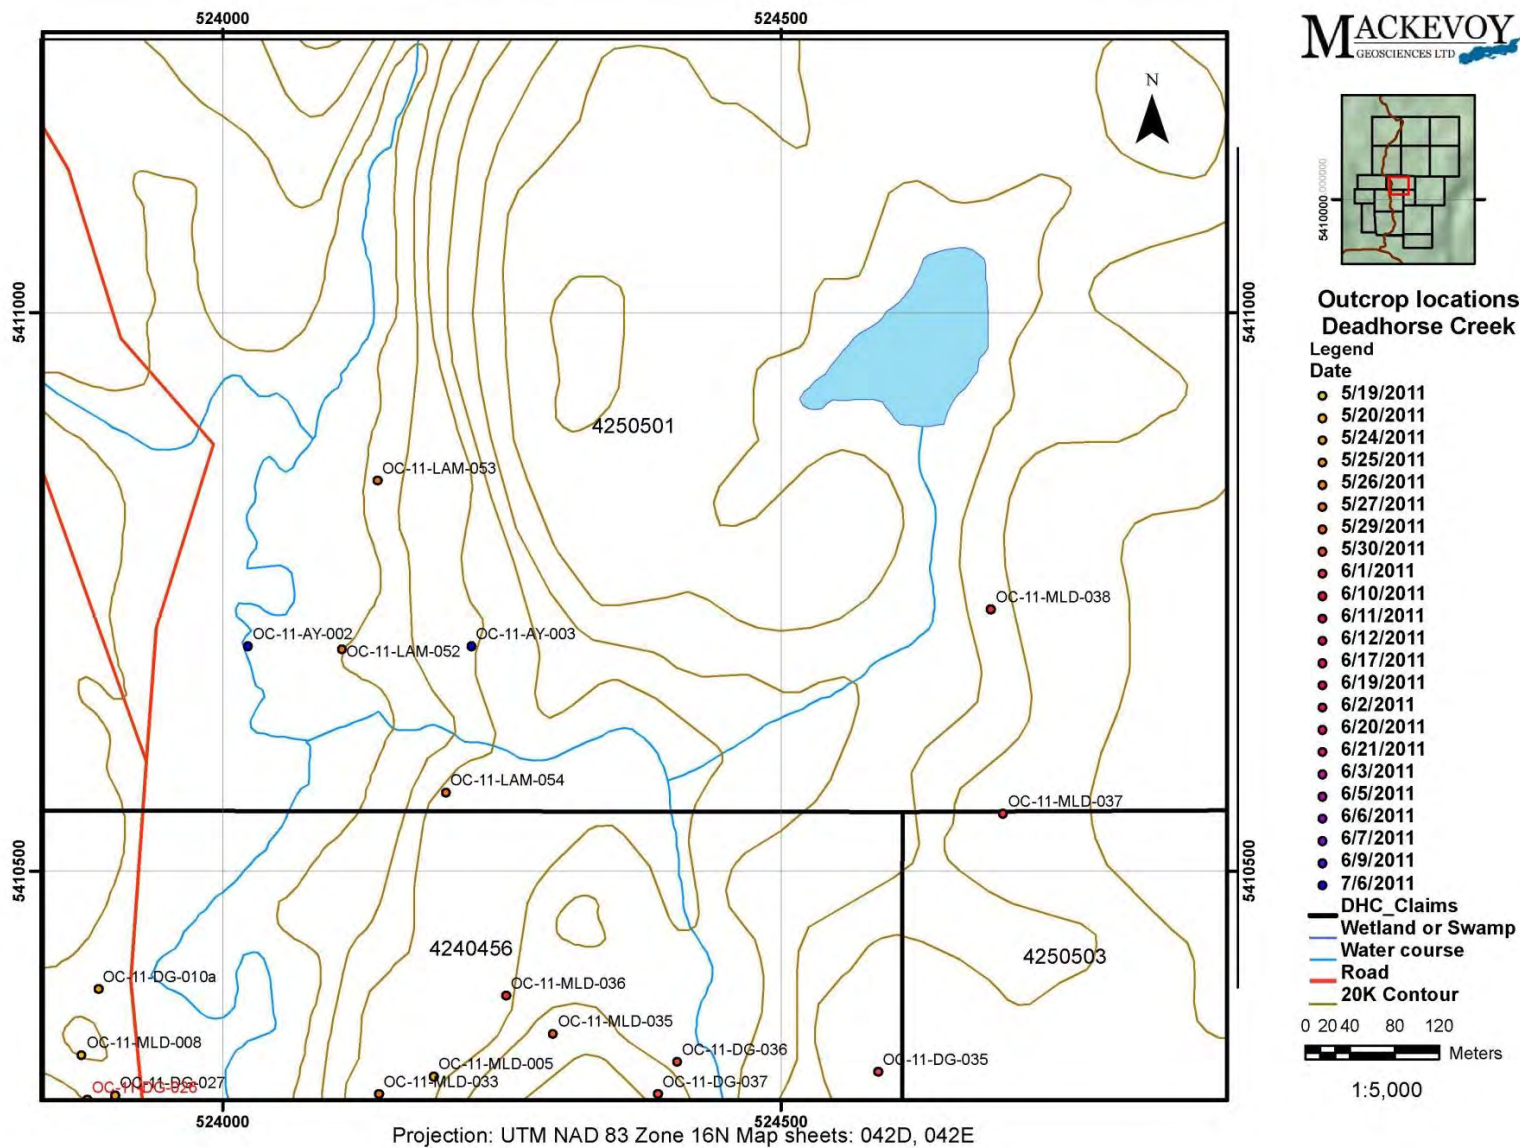 524000
524500
MACKEVOY
GEOSCIENCES LTD
N
5410000
5411000
5411000
Outcrop locations
Deadhorse Creek
Legend
Date
5/19/2011
5/20/2011
5/24/2011
5/25/2011
5/26/2011
5/27/2011
5/29/2011
5/30/2011
6/1/2011
6/10/2011
6/11/2011
6/12/2011
6/17/2011
6/19/2011
6/2/2011
6/20/2011
6/21/2011
6/3/2011
6/5/2011
6/6/2011
6/7/2011
6/9/2011
7/6/2011
DHC_Claims
Wetland or Swamp
Water course
Road
20K Contour
0 20 40 80 120
Meters
1:5,000
4250501
OC-11-LAM-053
OC-11-MLD-038
OC-11-AY-002
OC-11-LAM-052
OC-11-AY-003
OC-11-LAM-054
OC-11-MLD-037
5410500
5410500
4240456
4250503
OC-11-DG-010a
OC-11-MLD-036
OC-11-MLD-035
OC-11-MLD-008
OC-11-DG-036
OC-11-DG-035
OC-11-MLD-005
OC-11-DG-027
OC-11-DG-026
OC-11-MLD-033
OC-11-DG-037
524000
524500
Projection: UTM NAD 83 Zone 16N Map sheets: 042D, 042E